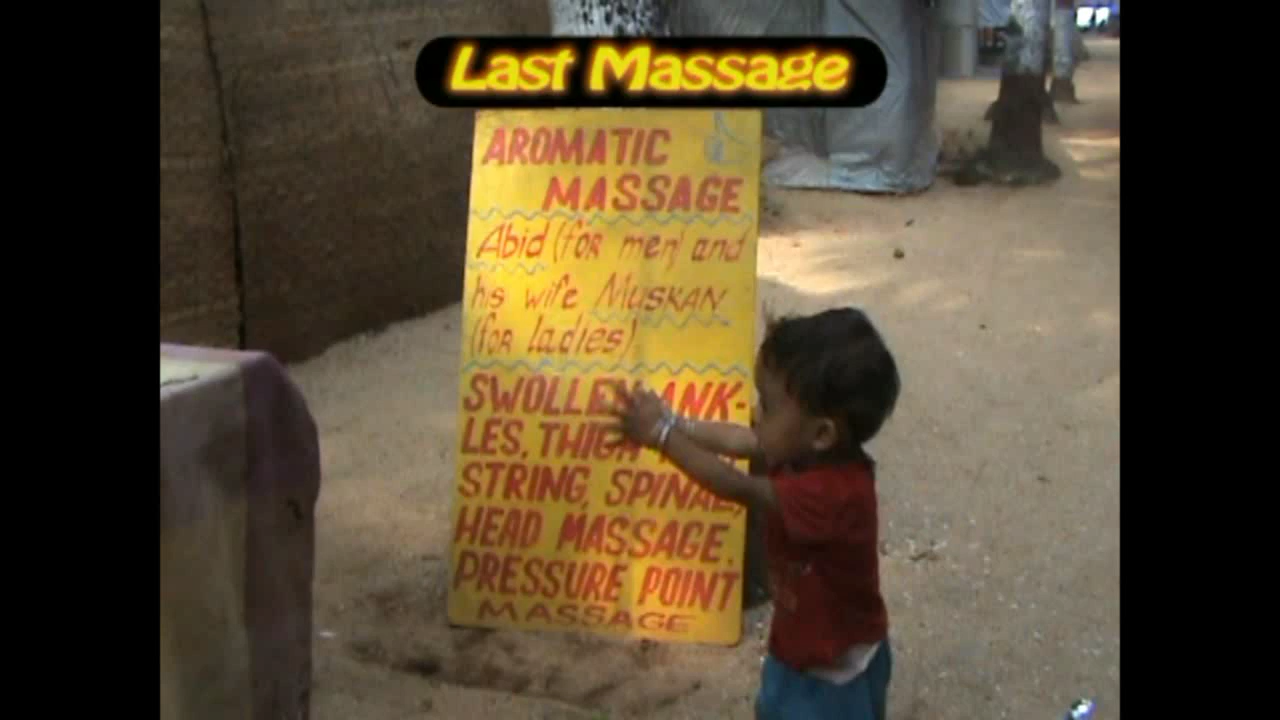 Last Massage
AROMATIC
MASSAGE
Abid (for men) and
his wife MUSKAN
(for ladies)
SWOLLEN ANK-
LES, THIGH
STRING, SPINAL,
HEAD MASSAGE.
PRESSURE POINT
MASSAGE